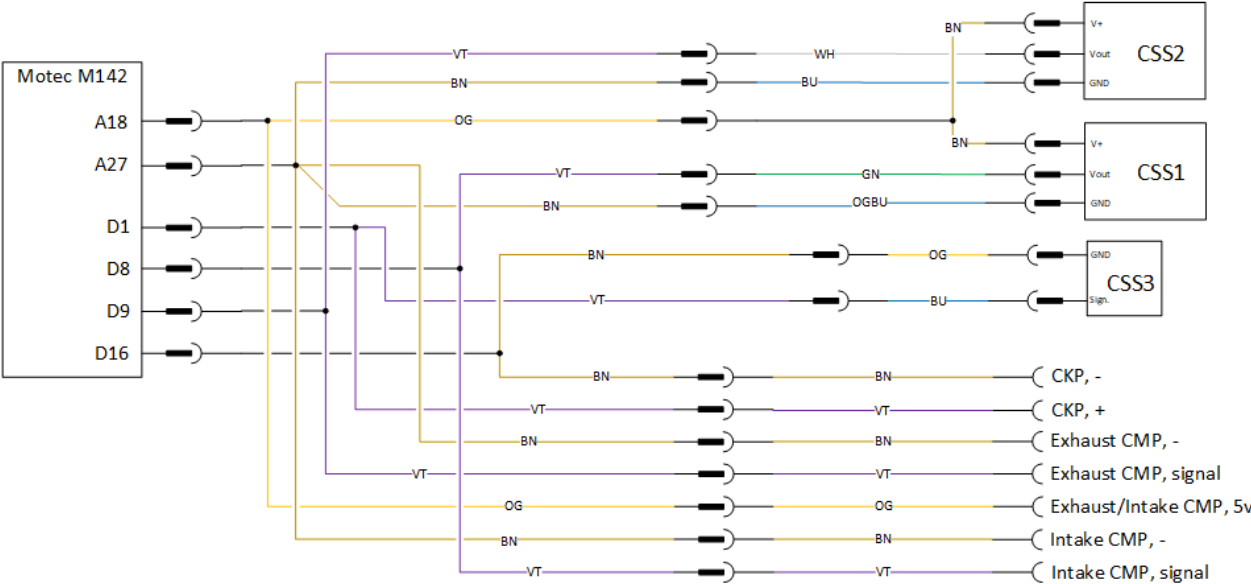 BN V+
VT WH Vout CSS2
BN BU GND
Motec M142
A18 OG
BN V+
A27
VT GN Vout CSS1
BN OGBU GND
D1
BN OG GND
D8
CSS3
VT BU Sign.
D9
D16
BN BN CKP, -
VT VT CKP, +
BN BN Exhaust CMP, -
VT VT Exhaust CMP, signal
OG OG Exhaust/Intake CMP, 5v
BN BN Intake CMP, -
VT VT Intake CMP, signal